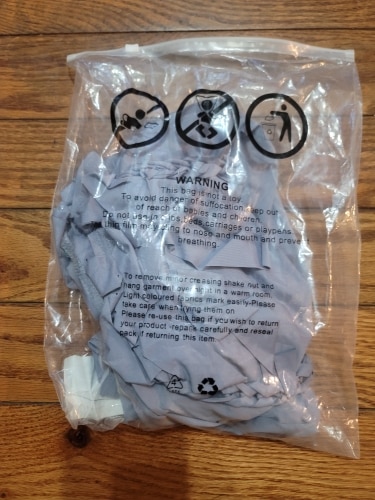 WARNING
This bag is not a toy
To avoid danger of suffocation keep out
of reach of babies and chidren.
Do not use in cribs,beds,carriages or playpens
thin film may cling to nose and mouth and preve
breathing.
To remove minor creasing shake out and
hang garment overnight in a warm room.
Light coloured fabrics mark easily.Please
take care when trying them on
Please re-use this bag if you wish to return
your product -repack carefully and reseal
pack if returning this item.
4